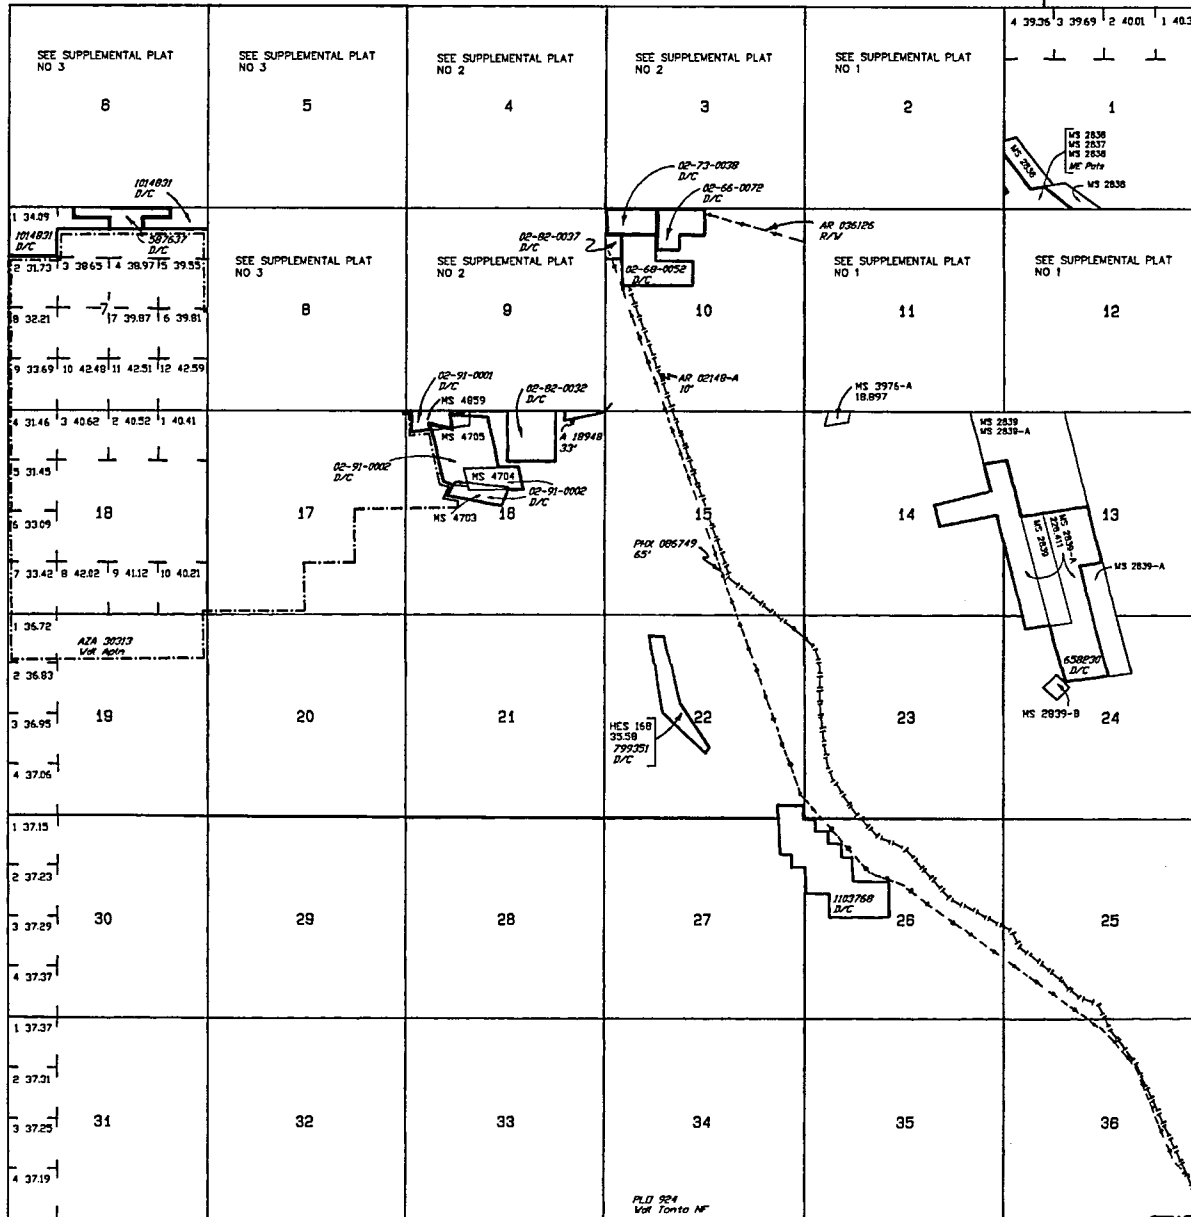 4 39.36 3 39.69 2 40.01 1 40.3
SEE SUPPLEMENTAL PLAT
NO 3
6
SEE SUPPLEMENTAL PLAT
NO 3
5
SEE SUPPLEMENTAL PLAT
NO 2
4
SEE SUPPLEMENTAL PLAT
NO 2
3
SEE SUPPLEMENTAL PLAT
NO 1
2
1
MS 2838
MS 2838
MS 2837
MS 2838
ME Pats
MS 2838
1014831
D/C
1 34.09
1014831
D/C
587637
D/C
2 31.73 3 38.65 4 38.97 5 39.55
7
8 32.21 7 39.87 6 39.81
9 33.69 10 42.48 11 42.51 12 42.59
SEE SUPPLEMENTAL PLAT
NO 3
8
SEE SUPPLEMENTAL PLAT
NO 2
9
02-73-0038
D/C
02-66-0072
D/C
02-82-0037
D/C
02-68-0052
D/C
AR 036126
R/W
10
AR 02148-A
10'
SEE SUPPLEMENTAL PLAT
NO 1
11
SEE SUPPLEMENTAL PLAT
NO 1
12
MS 3976-A
18.897
4 31.46 3 40.62 2 40.52 1 40.41
5 31.45
6 33.09
18
7 33.42 8 42.02 9 41.12 10 40.21
17
02-91-0001
D/C
MS 4859
02-82-0032
D/C
A 18948
33'
MS 4705
02-91-0002
D/C
MS 4704
02-91-0002
D/C
MS 4703
16
15
PHX 086749
65'
14
MS 2839
MS 2839-A
13
MS 2839
MS 2839-A
228.411
MS 2839-A
658230
D/C
MS 2839-B
1 36.72
AZA 30313
Wdl Apln
2 36.83
3 36.95
19
4 37.06
20
21
HES 168
35.58
799351
D/C
22
23
24
1 37.15
2 37.23
3 37.29
30
4 37.37
29
28
27
1103768
D/C
26
25
1 37.37
2 37.31
3 37.25
31
4 37.19
32
33
34
35
36
PLO 924
Wdl Tonto NF